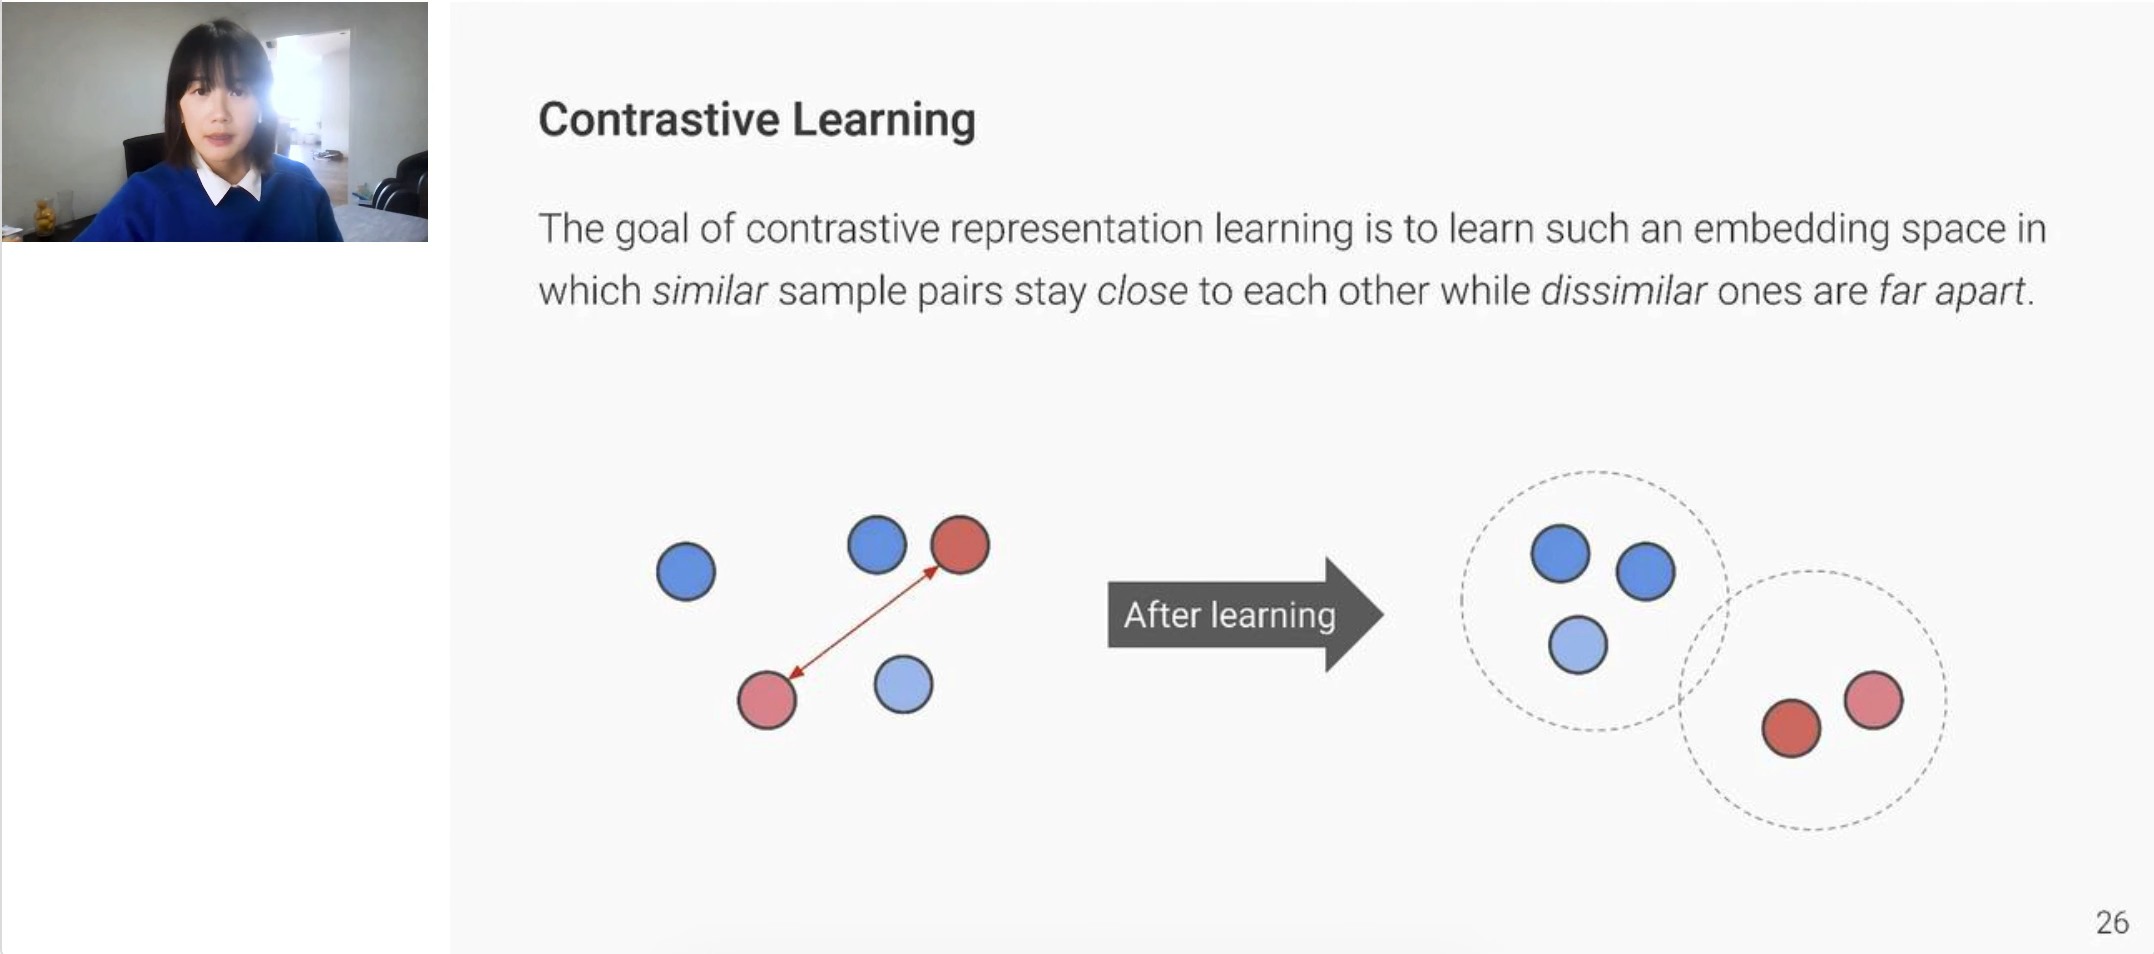 Contrastive Learning
The goal of contrastive representation learning is to learn such an embedding space in
which similar sample pairs stay close to each other while dissimilar ones are far apart.
After learning
26